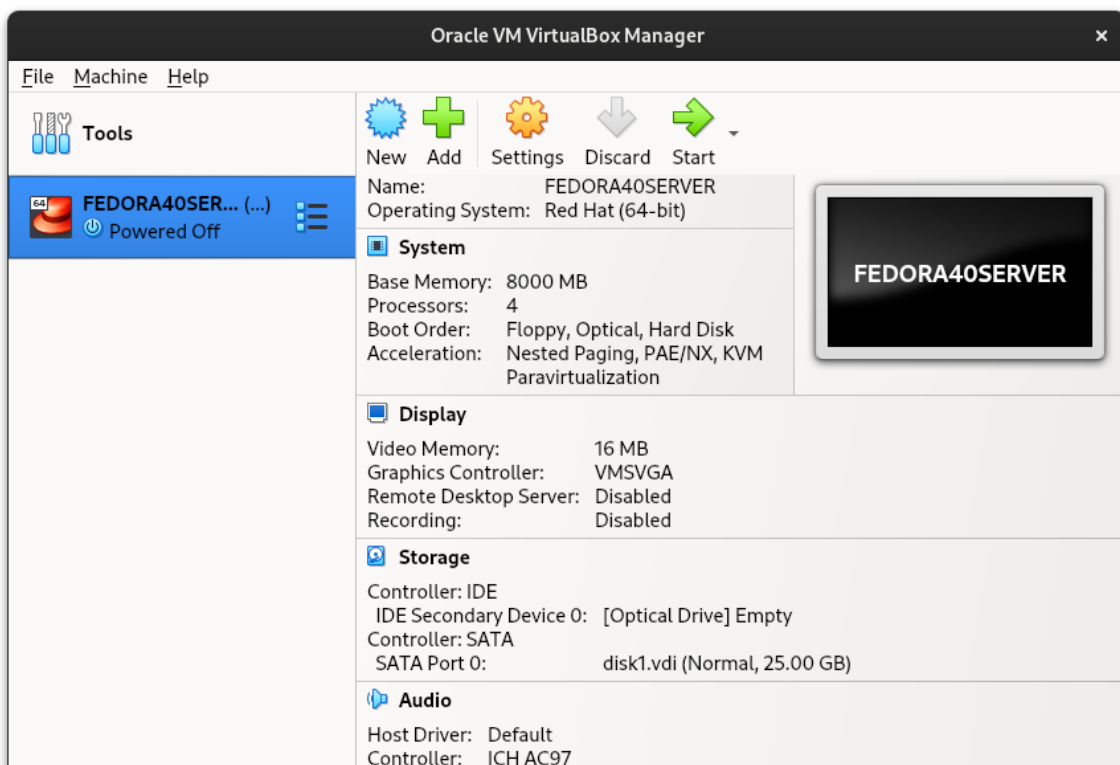 Oracle VM VirtualBox Manager
File Machine Help
Tools
New Add Settings Discard Start
64
FEDORA40SER... (...)
Powered Off
Name: FEDORA40SERVER
Operating System: Red Hat (64-bit)
System
Base Memory: 8000 MB
Processors: 4
Boot Order: Floppy, Optical, Hard Disk
Acceleration: Nested Paging, PAE/NX, KVM
Paravirtualization
FEDORA40SERVER
Display
Video Memory: 16 MB
Graphics Controller: VMSVGA
Remote Desktop Server: Disabled
Recording: Disabled
Storage
Controller: IDE
IDE Secondary Device 0: [Optical Drive] Empty
Controller: SATA
SATA Port 0: disk1.vdi (Normal, 25.00 GB)
Audio
Host Driver: Default
Controller: ICH AC97